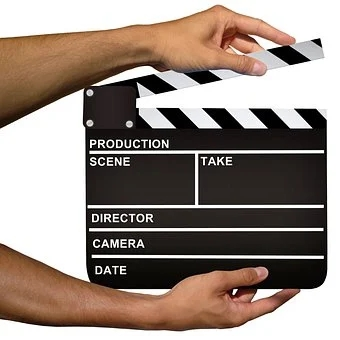 PRODUCTION
SCENE TAKE
DIRECTOR
CAMERA
DATE